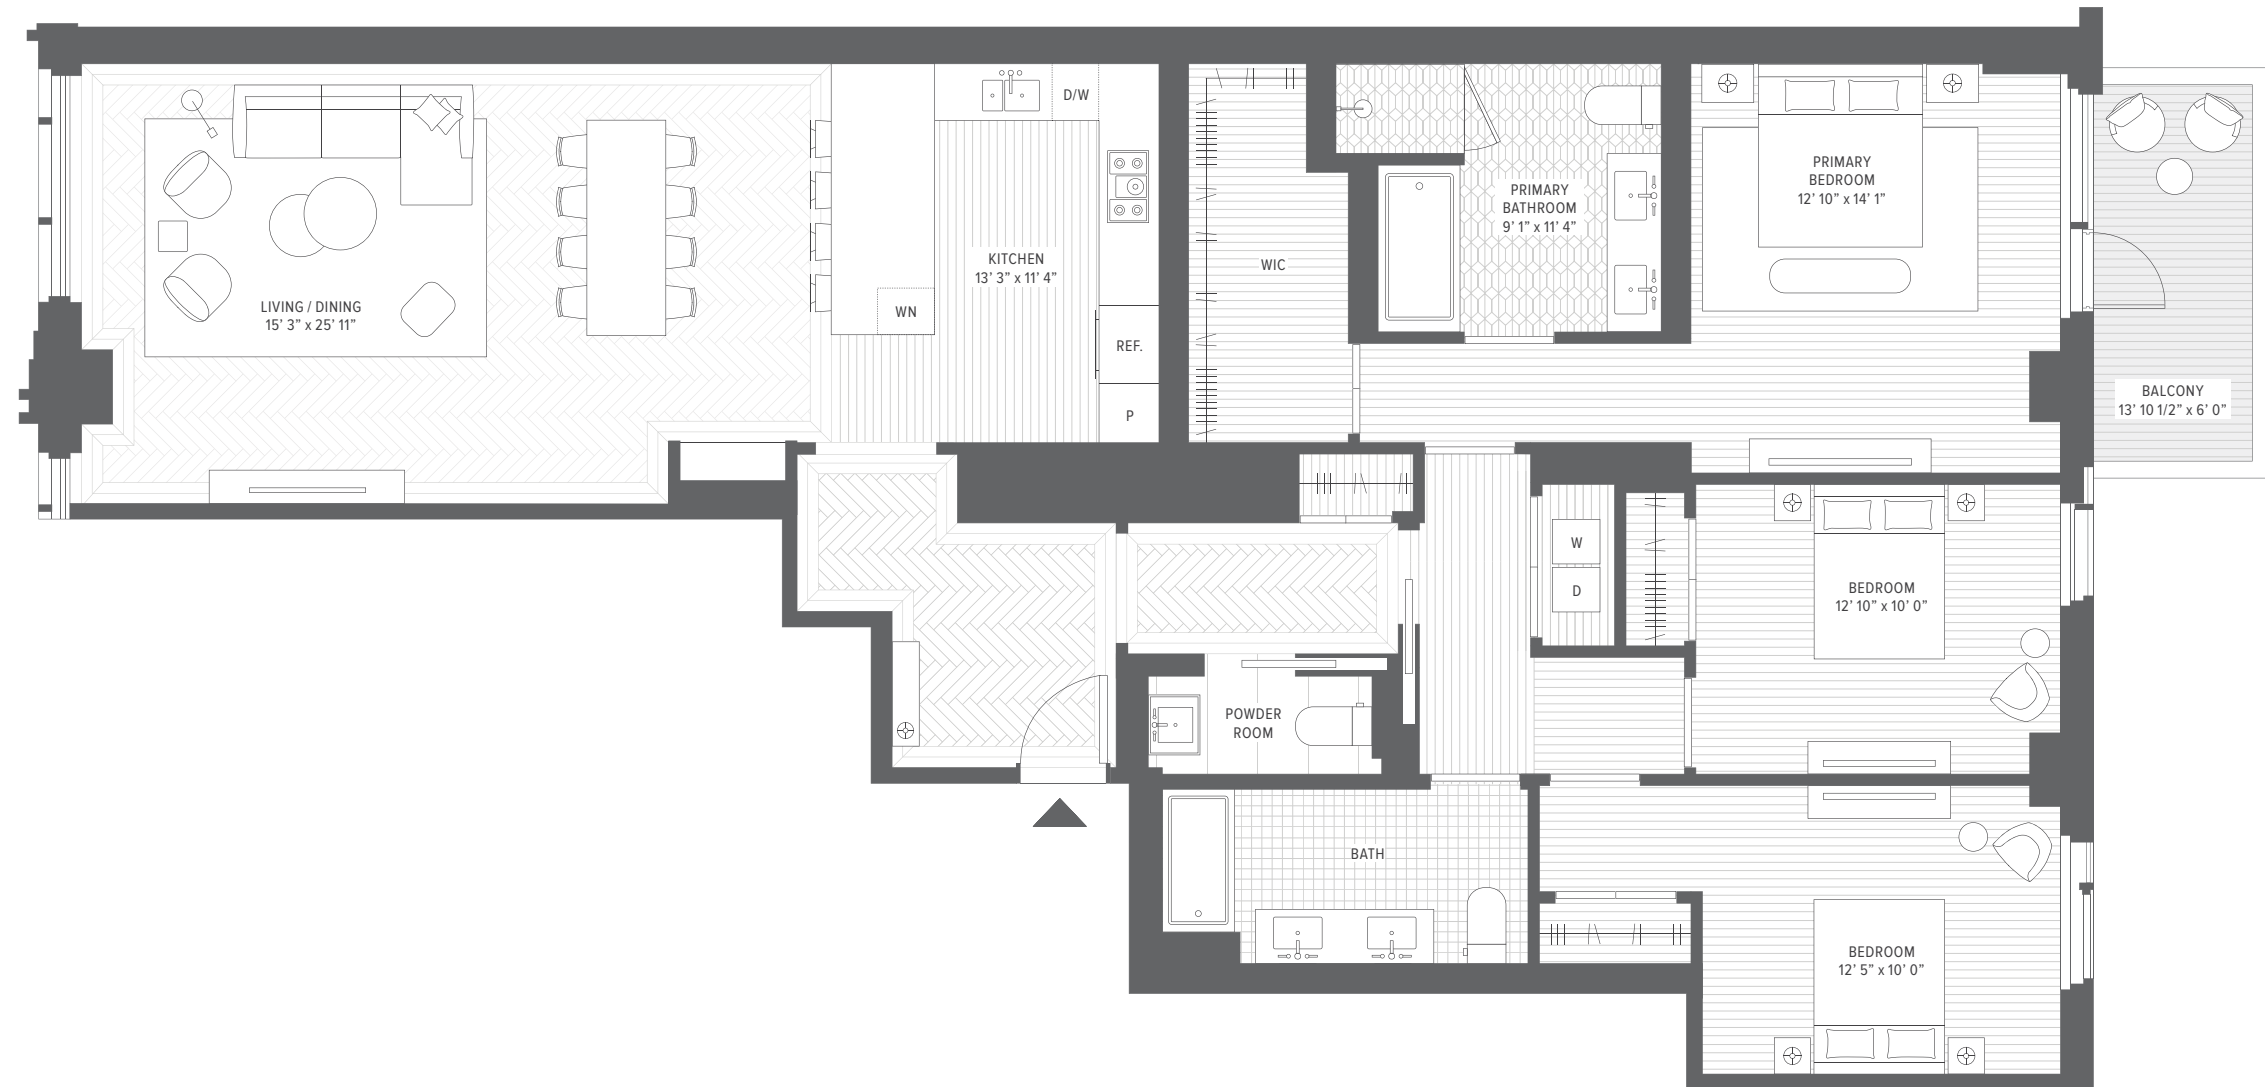 D/W
PRIMARY
BEDROOM
12’ 10” x 14’ 1”
PRIMARY
BATHROOM
9’ 1” x 11’ 4”
KITCHEN
13’ 3” x 11’ 4”
WIC
LIVING / DINING
15’ 3” x 25’ 11”
WN
REF.
P
BALCONY
13’ 10 1/2” x 6’ 0”
W
D
BEDROOM
12’ 10” x 10’ 0”
POWDER
ROOM
BATH
BEDROOM
12’ 5” x 10’ 0”